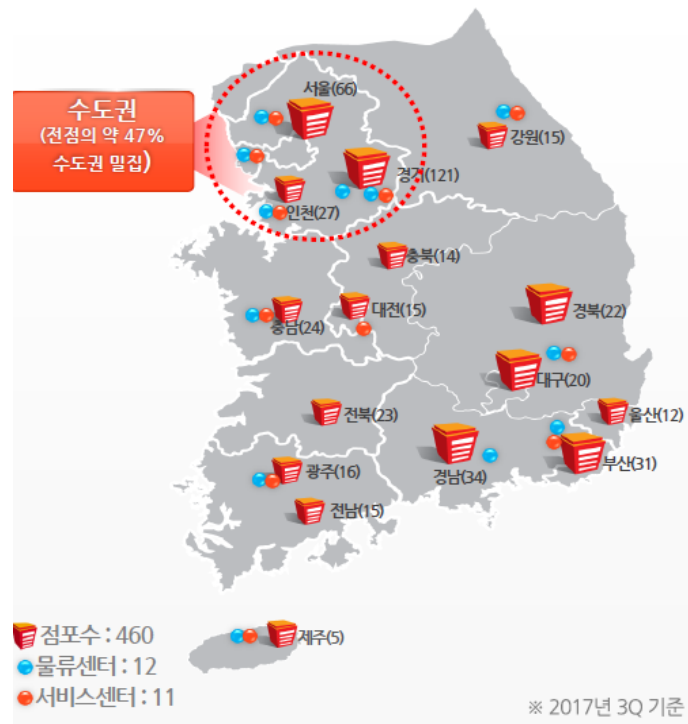 서울(66)
수도권
(전점의 약 47%
수도권 밀집)
강원(15)
경기(121)
인천(27)
충북(14)
경북(22)
대전(15)
충남(24)
대구(20)
전북(23)
울산(12)
부산(31)
경남(34)
광주(16)
전남(15)
점포수 : 460
제주(5)
물류센터 : 12
서비스센터 : 11
※ 2017년 3Q 기준